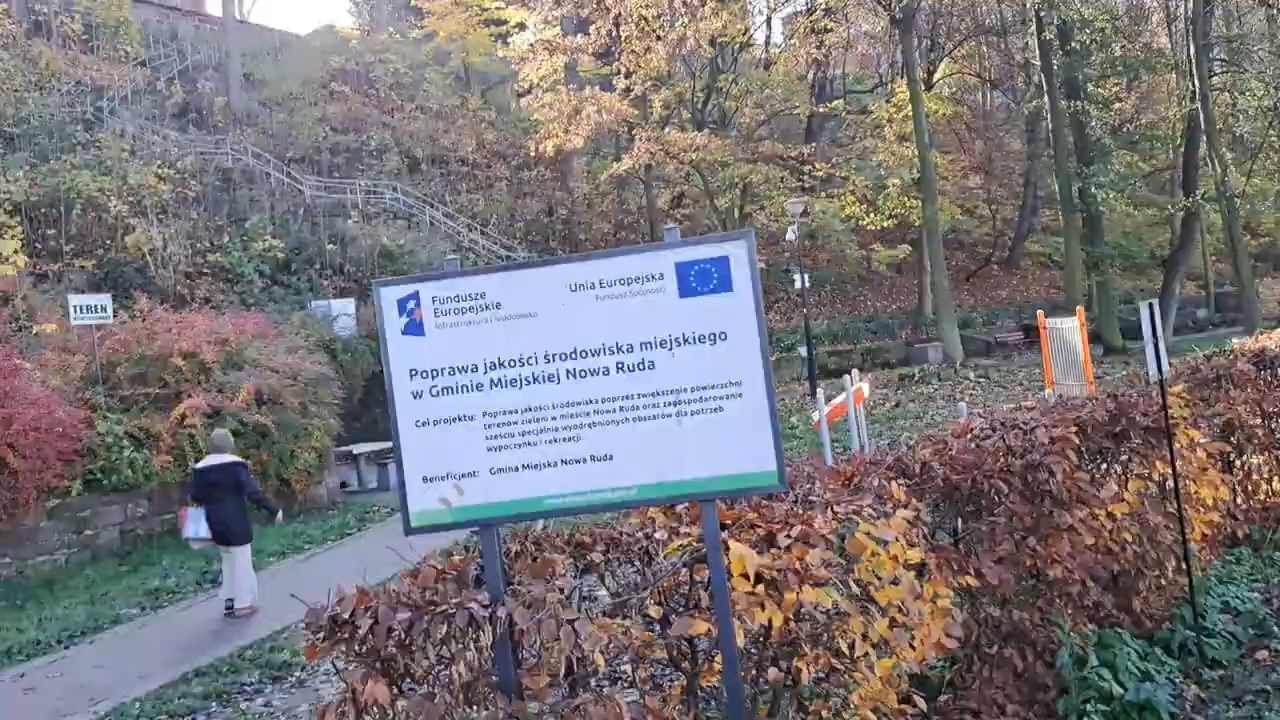 TEREN
Fundusze
Europejskie
Infrastruktura i Środowisko
Unia Europejska
Fundusz Spójności
Poprawa jakości środowiska miejskiego
w Gminie Miejskiej Nowa Ruda
Cel projektu: Poprawa jakości środowiska poprzez zwiększenie powierzchni
terenów zieleni w mieście Nowa Ruda oraz zagospodarowanie
sześciu specjalnie wyodrębnionych obszarów dla potrzeb
wypoczynku i rekreacji.
Beneficjent: Gmina Miejska Nowa Ruda